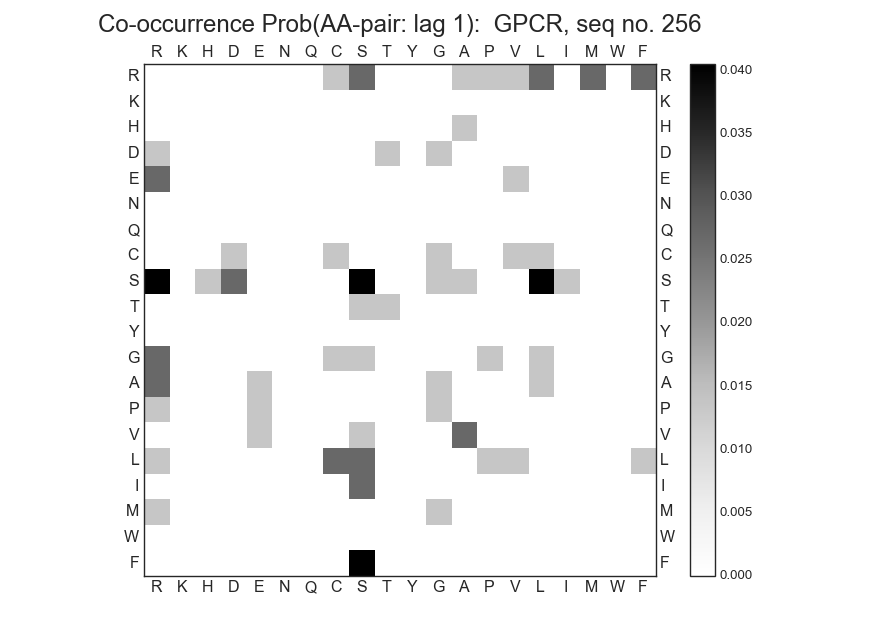 Co-occurrence Prob(AA-pair: lag 1):  GPCR, seq no. 256
R K H D E N Q C S T Y G A P V L I M W F
R R 0.040
K K
H H 0.035
D D
E E 0.030
N N
Q Q 0.025
C C
S S
T T 0.020
Y Y
G G
A A 0.015
P P
V V 0.010
L L
I I
M M 0.005
W W
F F 0.000
R K H D E N Q C S T Y G A P V L I M W F